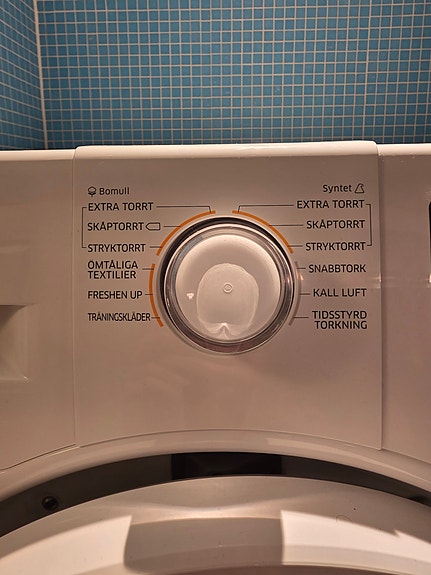 Bomull
EXTRA TORRT
SKÅPTORRT
STRYKTORRT
ÖMTÅLIGA
TEXTILIER
FRESHEN UP
TRÄNINGSKLÄDER
Syntet
EXTRA TORRT
SKÅPTORRT
STRYKTORRT
SNABBTORK
KALL LUFT
TIDSSTYRD
TORKNING